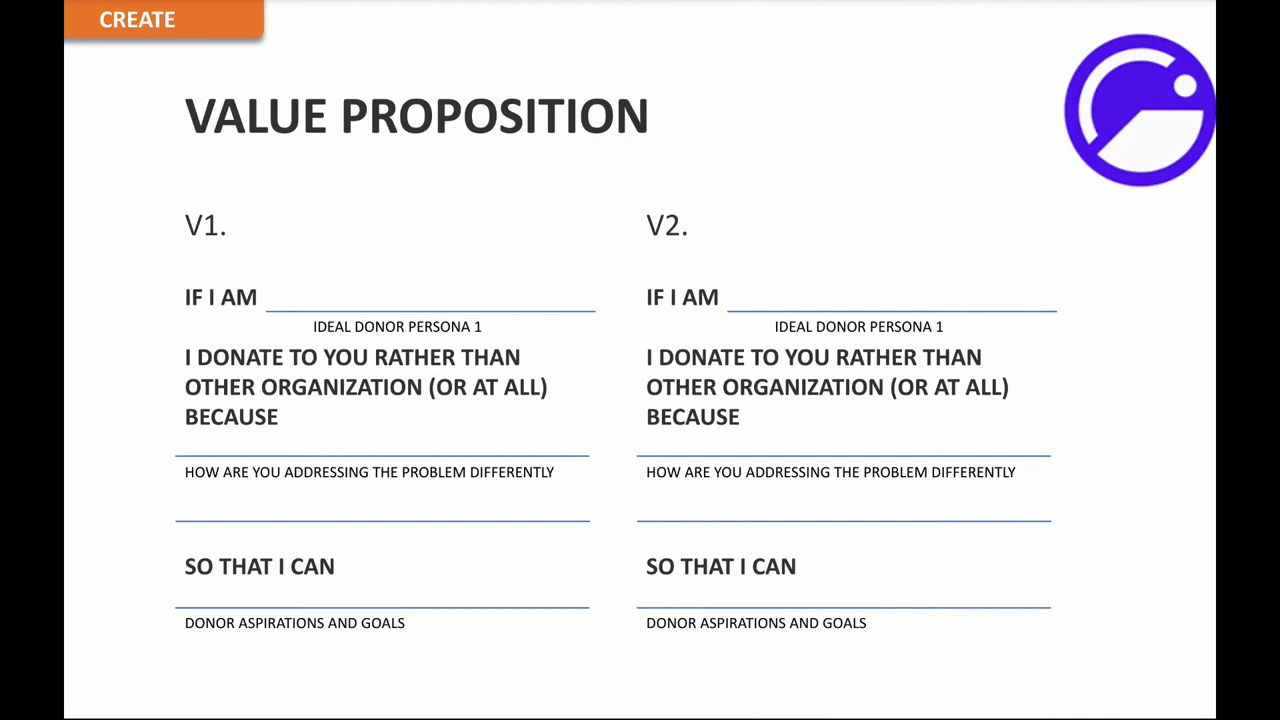 CREATE
VALUE PROPOSITION
V1.
IF I AM
IDEAL DONOR PERSONA 1
I DONATE TO YOU RATHER THAN
OTHER ORGANIZATION (OR AT ALL)
BECAUSE
HOW ARE YOU ADDRESSING THE PROBLEM DIFFERENTLY
SO THAT I CAN
DONOR ASPIRATIONS AND GOALS
V2.
IF I AM
IDEAL DONOR PERSONA 1
I DONATE TO YOU RATHER THAN
OTHER ORGANIZATION (OR AT ALL)
BECAUSE
HOW ARE YOU ADDRESSING THE PROBLEM DIFFERENTLY
SO THAT I CAN
DONOR ASPIRATIONS AND GOALS